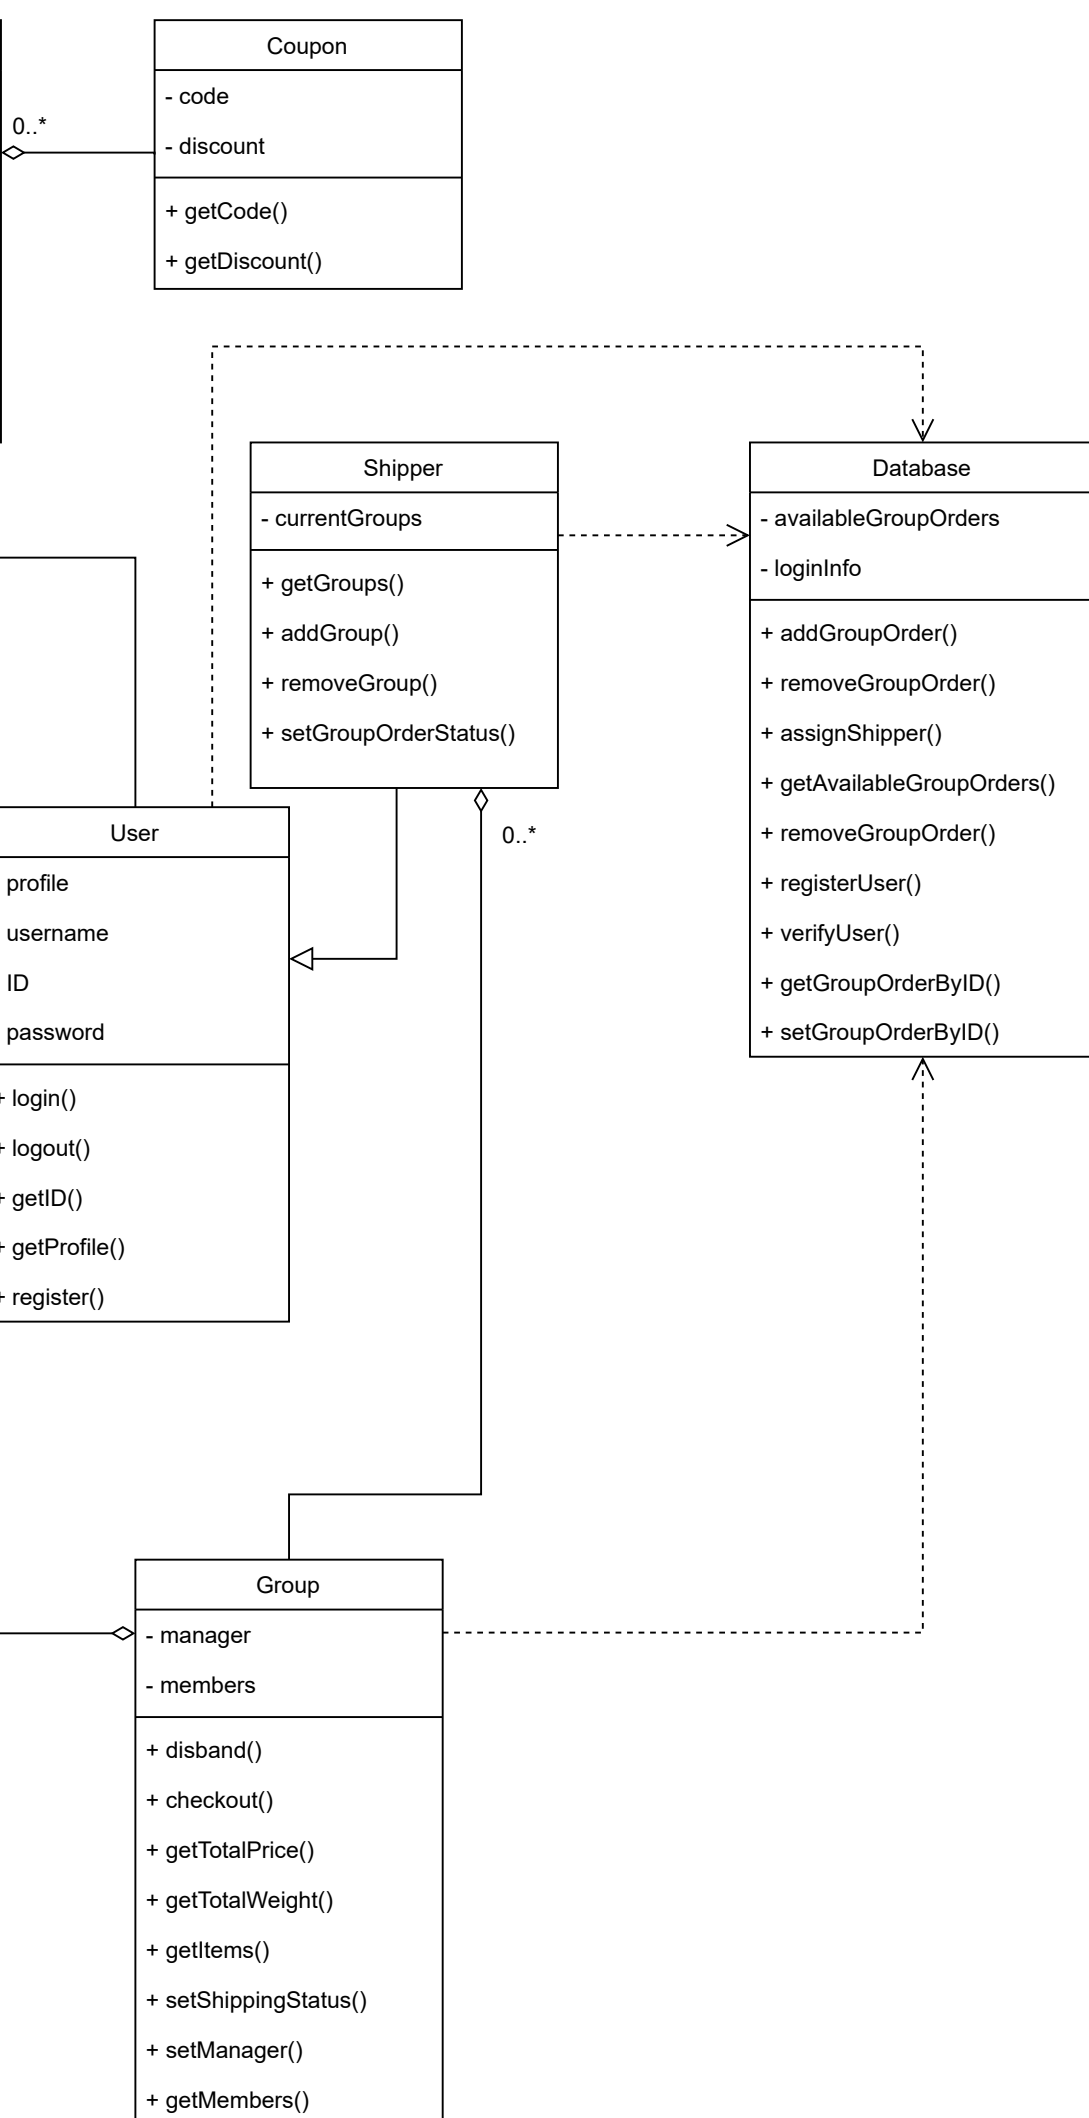 Coupon
- code
- discount
+ getCode()
+ getDiscount()
0..*
Shipper
- currentGroups
+ getGroups()
+ addGroup()
+ removeGroup()
+ setGroupOrderStatus()
0..*
Database
- availableGroupOrders
- loginInfo
+ addGroupOrder()
+ removeGroupOrder()
+ assignShipper()
+ getAvailableGroupOrders()
+ removeGroupOrder()
+ registerUser()
+ verifyUser()
+ getGroupOrderByID()
+ setGroupOrderByID()
User
profile
username
ID
password
+ login()
+ logout()
+ getID()
+ getProfile()
+ register()
Group
- manager
- members
+ disband()
+ checkout()
+ getTotalPrice()
+ getTotalWeight()
+ getItems()
+ setShippingStatus()
+ setManager()
+ getMembers()